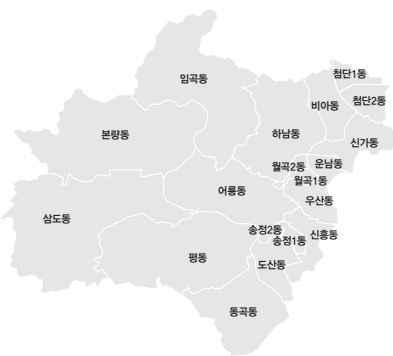 첨단1동
임곡동
첨단2동
비아동
본량동
하남동
신가동
운남동
월곡2동
월곡1동
어룡동
우산동
삼도동
송정2동
신흥동
송정1동
평동
도산동
동곡동